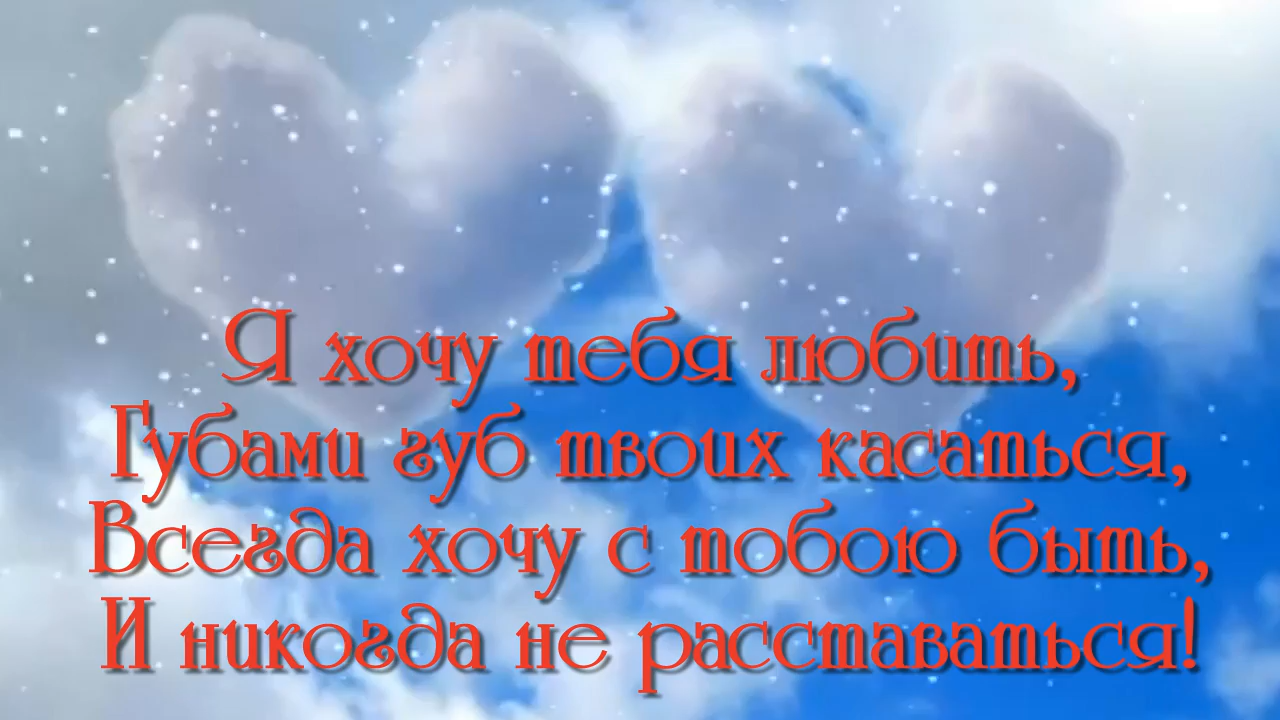 Я хочу тебя любить,
Губами губ твоих касаться,
Всегда хочу с тобою быть,
И никогда не расставаться!